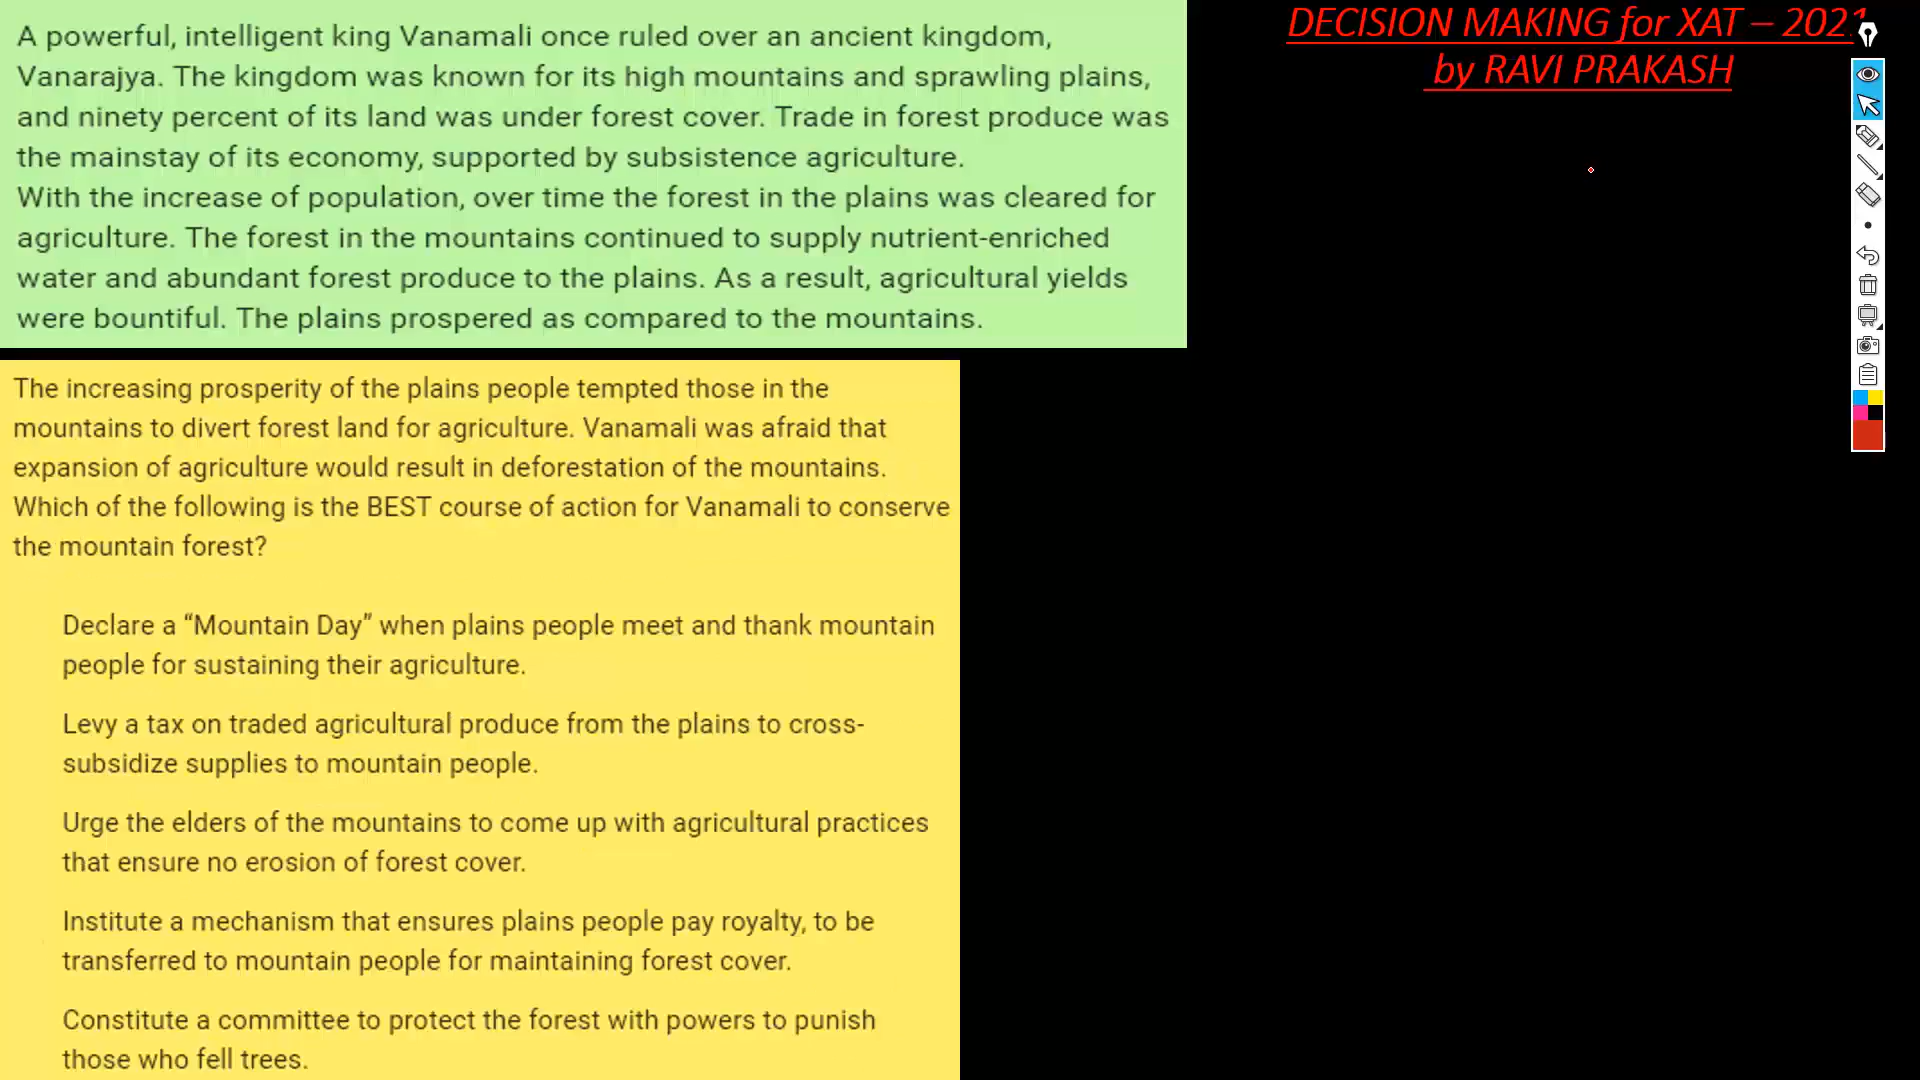 A powerful, intelligent king Vanamali once ruled over an ancient kingdom,
Vanarajya. The kingdom was known for its high mountains and sprawling plains,
and ninety percent of its land was under forest cover. Trade in forest produce was
the mainstay of its economy, supported by subsistence agriculture.
With the increase of population, over time the forest in the plains was cleared for
agriculture. The forest in the mountains continued to supply nutrient-enriched
water and abundant forest produce to the plains. As a result, agricultural yields
were bountiful. The plains prospered as compared to the mountains.
DECISION MAKING for XAT – 2021
by RAVI PRAKASH
The increasing prosperity of the plains people tempted those in the
mountains to divert forest land for agriculture. Vanamali was afraid that
expansion of agriculture would result in deforestation of the mountains.
Which of the following is the BEST course of action for Vanamali to conserve
the mountain forest?
Declare a “Mountain Day” when plains people meet and thank mountain
people for sustaining their agriculture.
Levy a tax on traded agricultural produce from the plains to cross-
subsidize supplies to mountain people.
Urge the elders of the mountains to come up with agricultural practices
that ensure no erosion of forest cover.
Institute a mechanism that ensures plains people pay royalty, to be
transferred to mountain people for maintaining forest cover.
Constitute a committee to protect the forest with powers to punish
those who fell trees.